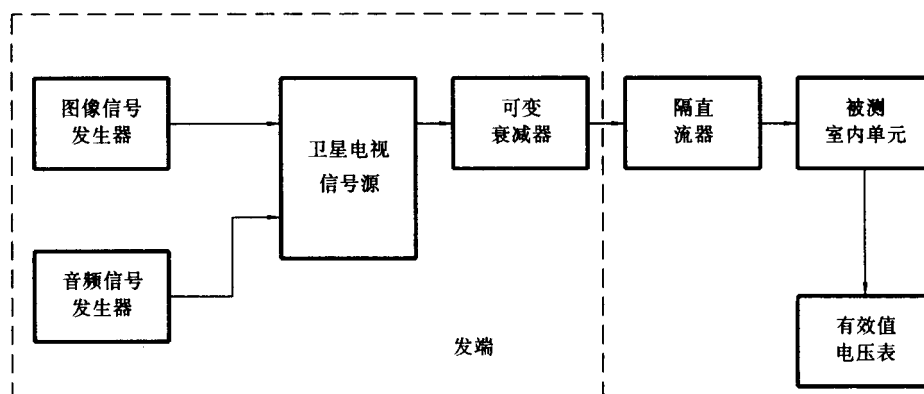 图像信号
发生器
卫星电视
信号源
可变
衰减器
隔直
流器
被测
室内单元
音频信号
发生器
发端
有效值
电压表